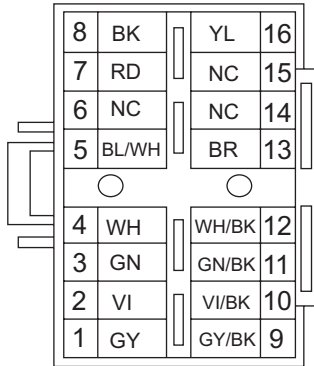 8 BK YL 16
7 RD NC 15
6 NC NC 14
5 BL/WH BR 13
4 WH WH/BK 12
3 GN GN/BK 11
2 VI VI/BK 10
1 GY GY/BK 9